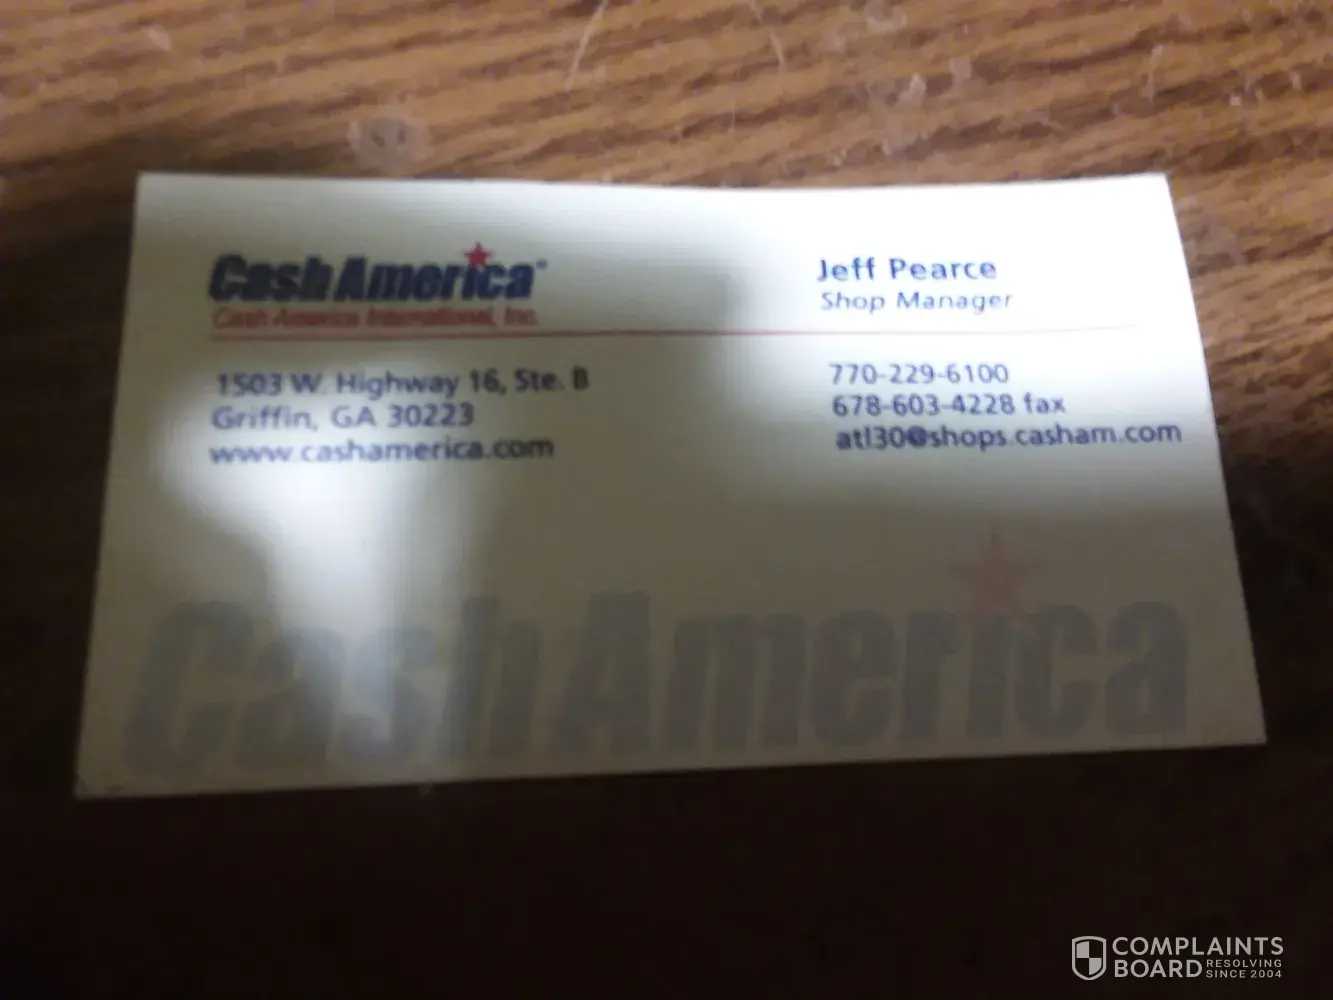 Cash America
Cash America International, Inc.
Jeff Pearce
Shop Manager
1503 W. Highway 16, Ste. B
Griffin, GA 30223
www.cashamerica.com
770-229-6100
678-603-4228 fax
atl30@shops.casham.com
Cash America
COMPLAINTS
BOARD RESOLVING
SINCE 2004